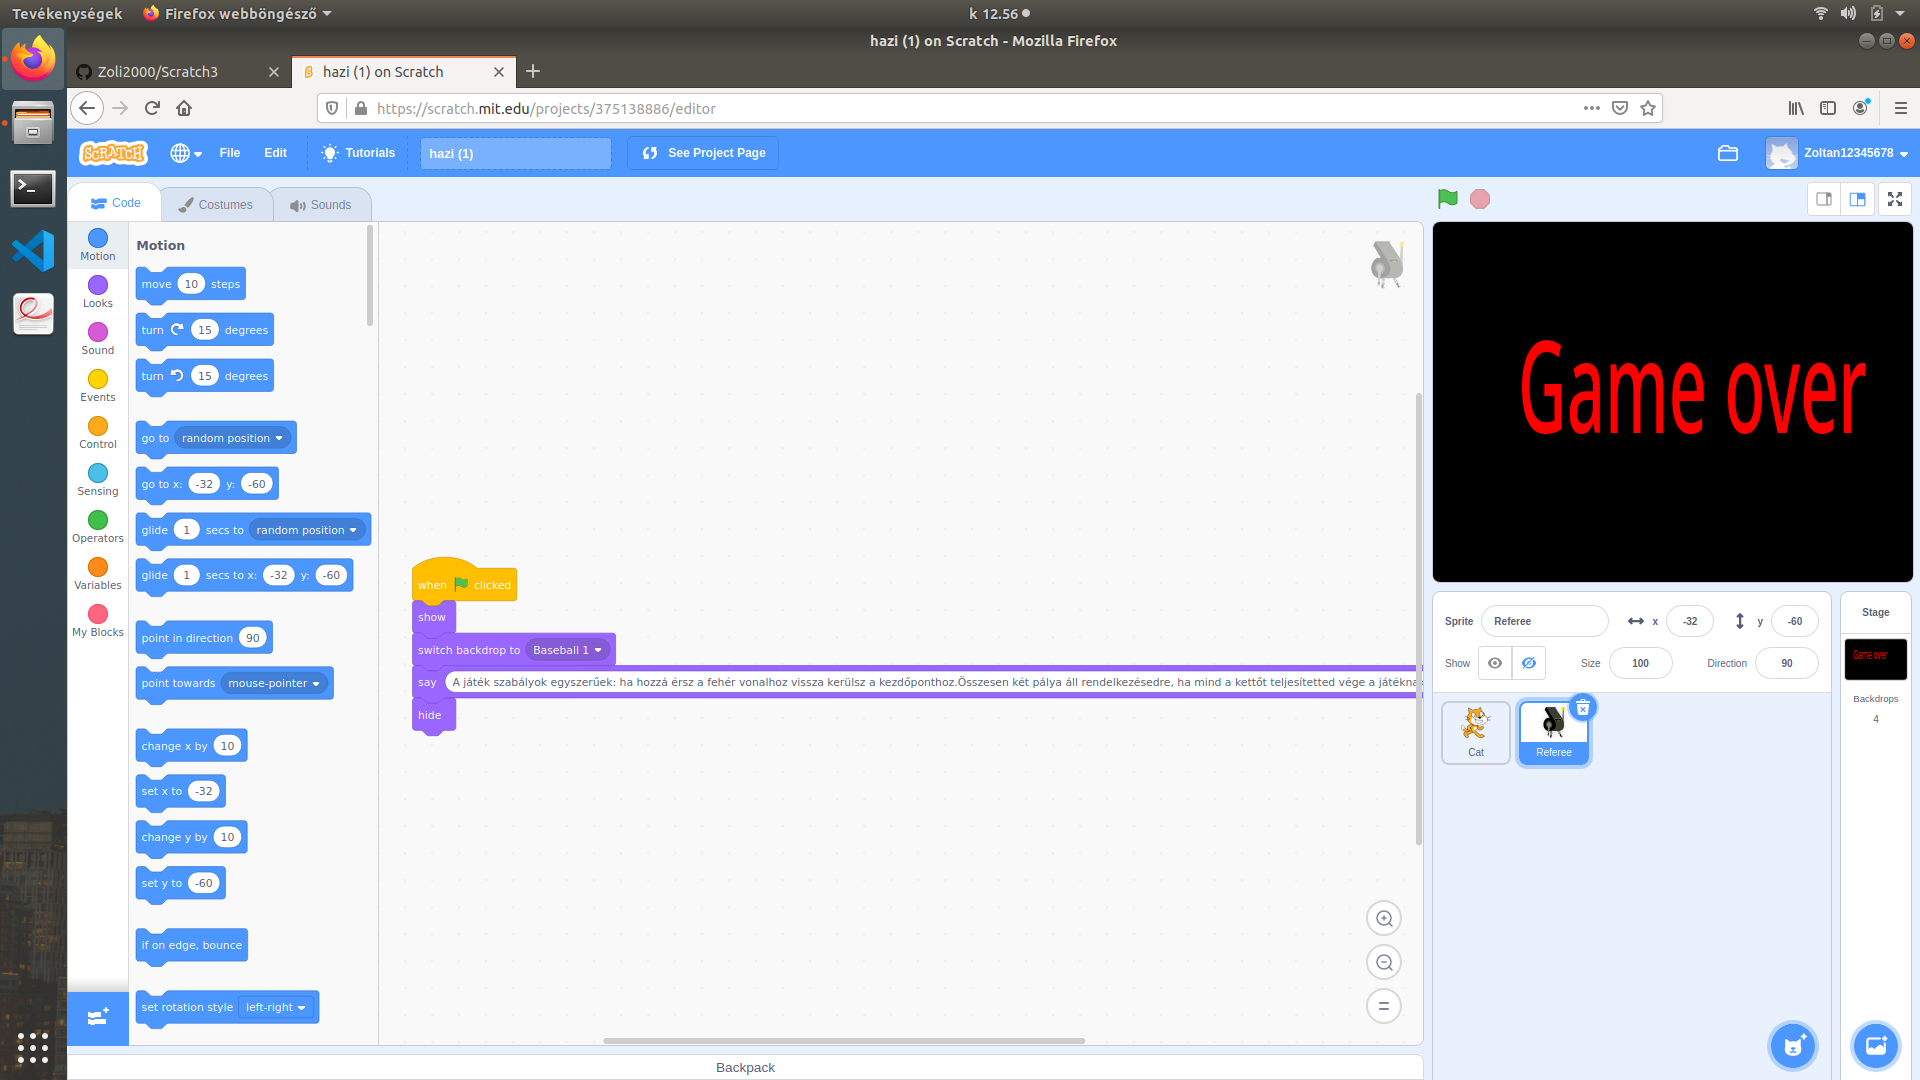 Tevékenységek
Firefox webböngésző
k 12.56
hazi (1) on Scratch - Mozilla Firefox
Zoli2000/Scratch3
hazi (1) on Scratch
https://scratch.mit.edu/projects/375138886/editor
SCRATCH
File
Edit
Tutorials
hazi (1)
See Project Page
Zoltan12345678
Code
Costumes
Sounds
Motion
Looks
Sound
Events
Control
Sensing
Operators
Variables
My Blocks
Motion
move 10 steps
turn 15 degrees
turn 15 degrees
go to random position
go to x: -32 y: -60
glide 1 secs to random position
glide 1 secs to x: -32 y: -60
point in direction 90
point towards mouse-pointer
change x by 10
set x to -32
change y by 10
set y to -60
if on edge, bounce
set rotation style left-right
when clicked
show
switch backdrop to Baseball 1
say A játék szabályok egyszerűek: ha hozzá érsz a fehér vonalhoz vissza kerülsz a kezdőponthoz.Összesen két pálya áll rendelkezésedre, ha mind a kettőt teljesítetted vége a játékna
hide
Backpack
Game over
Sprite
Referee
x
-32
y
-60
Show
Size
100
Direction
90
Cat
Referee
Stage
Game over
Backdrops
4